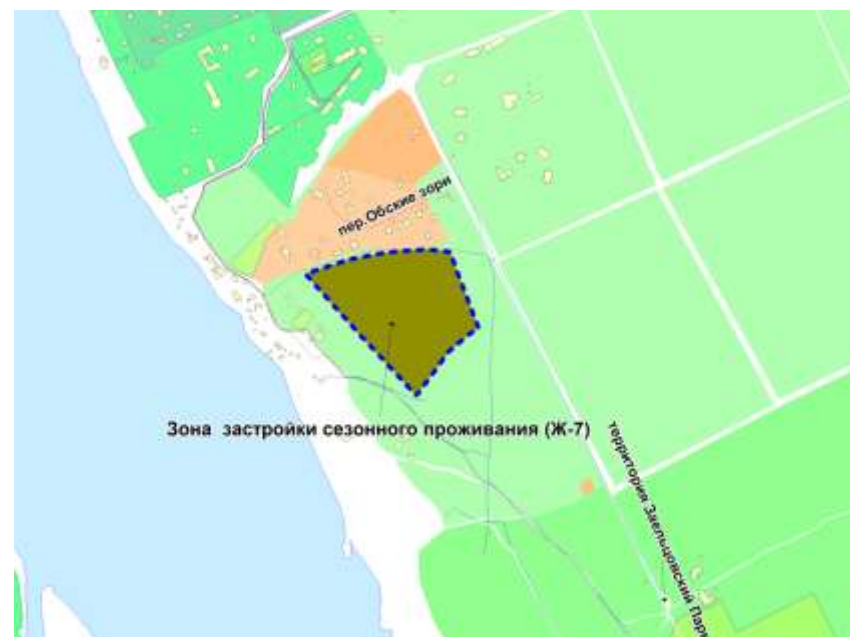 пер.Обские зори
Зона застройки сезонного проживания (Ж-7)
территория Заельцовский Парк